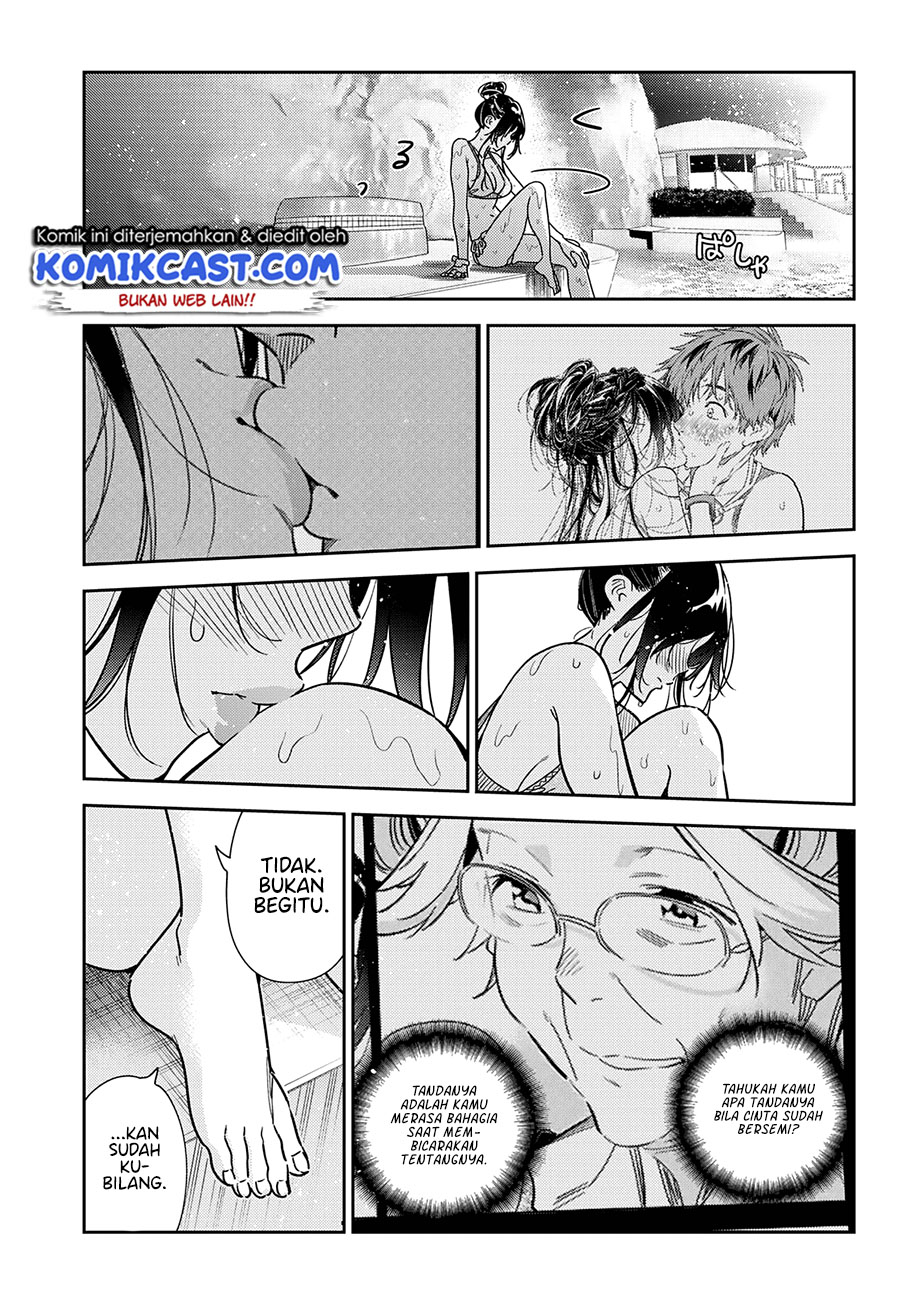 る
っ
ぱしゃ
Komik ini diterjemahkan & diedit oleh
KOMIKCAST.COM
BUKAN WEB LAIN!!
TAHUKAH KAMU
APA TANDANYA
BILA CINTA SUDAH
BERSEMI?
TANDANYA
ADALAH KAMU
MERASA BAHAGIA
SAAT MEM-
BICARAKAN
TENTANGNYA.
TIDAK.
BUKAN
BEGITU.
...KAN
SUDAH
KU-
BILANG.